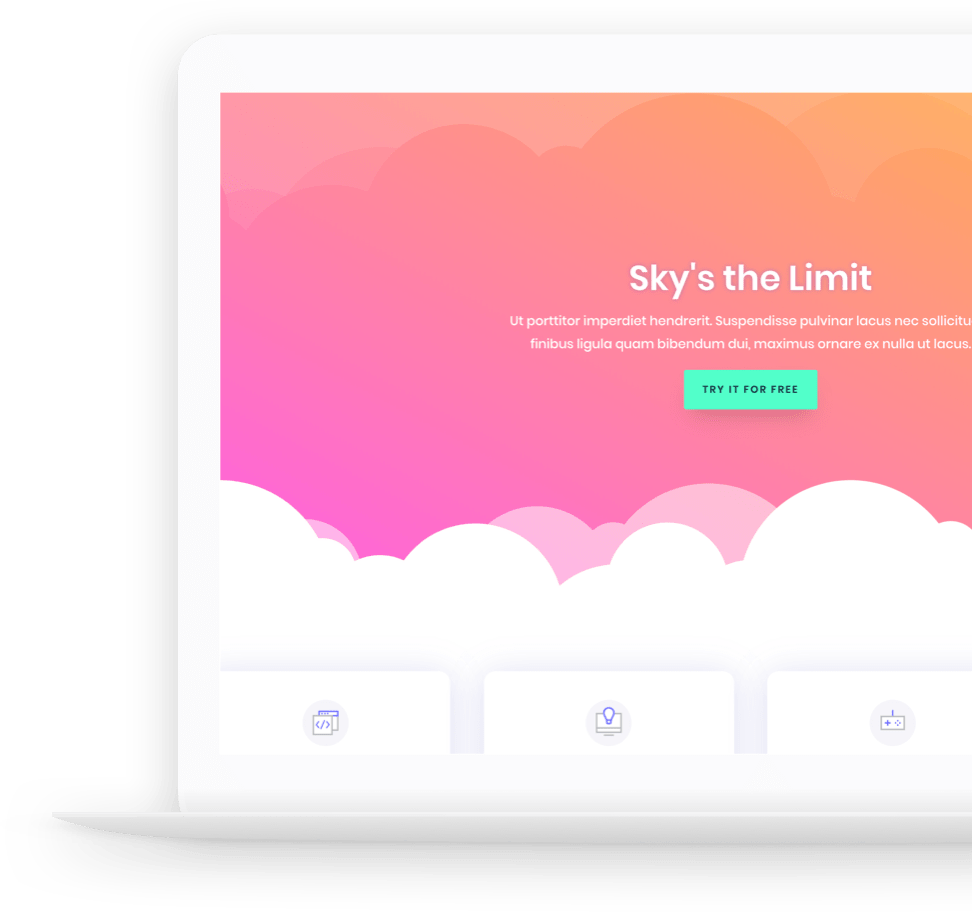 Sky's the Limit
Ut porttitor imperdiet hendrerit. Suspendisse pulvinar lacus nec
finibus ligula quam bibendum dui, maximus ornare ex nulla ut lacus.
TRY IT FOR FREE